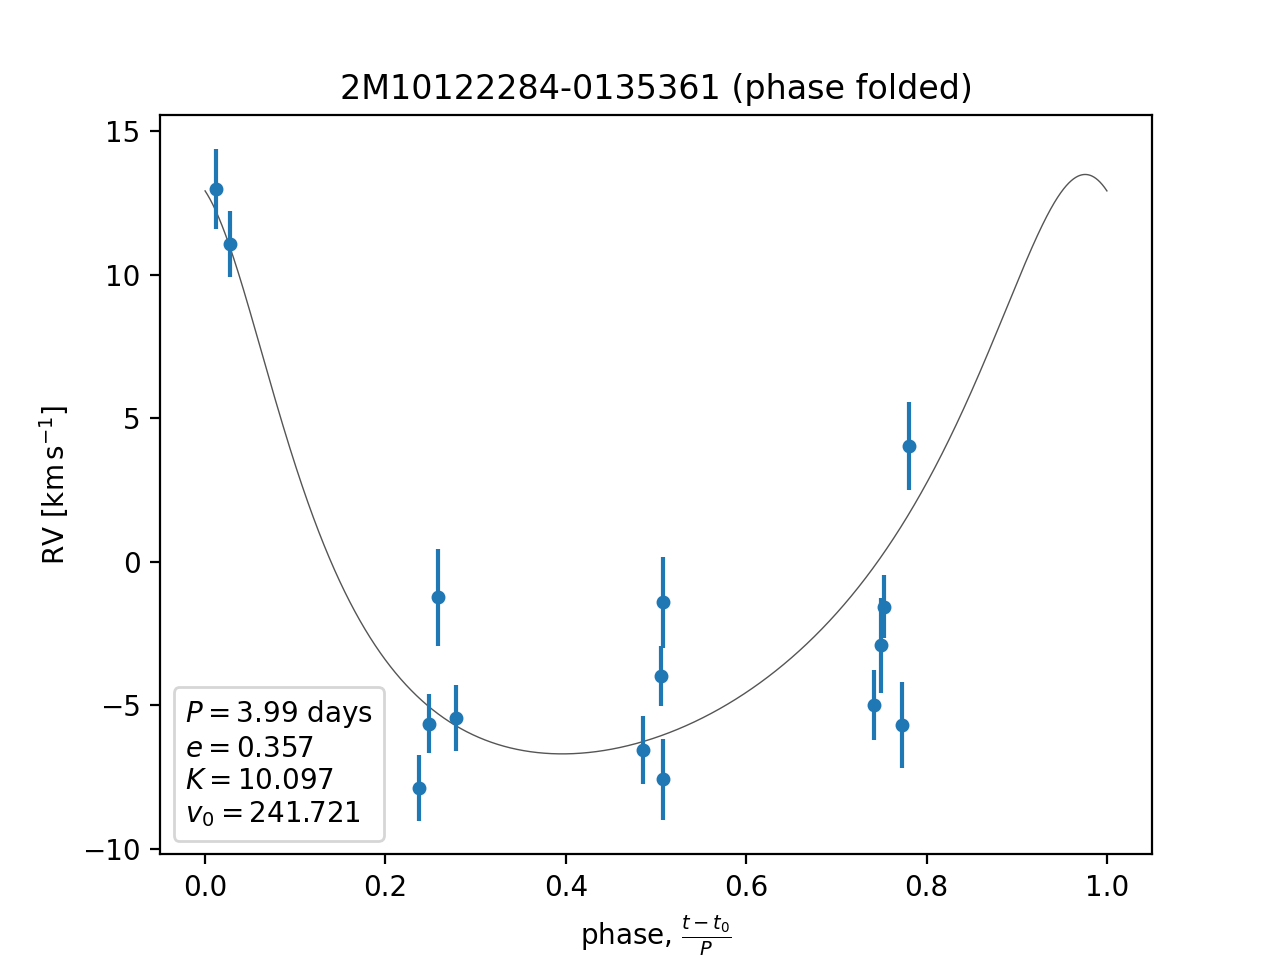 2M10122284-0135361 (phase folded)
RV [km s⁻¹]
15
10
5
0
−5
−10
P = 3.99 days
e = 0.357
K = 10.097
v₀ = 241.721
0.0 0.2 0.4 0.6 0.8 1.0
phase, (t − t₀)/P